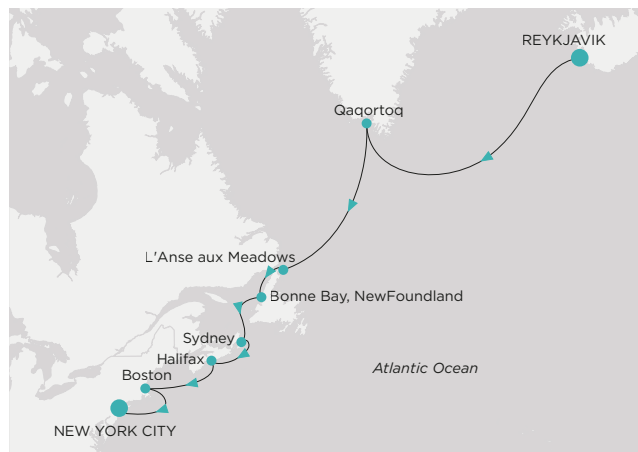 REYKJAVIK
Qaqortoq
L'Anse aux Meadows
Bonne Bay, NewFoundland
Sydney
Halifax
Atlantic Ocean
Boston
NEW YORK CITY